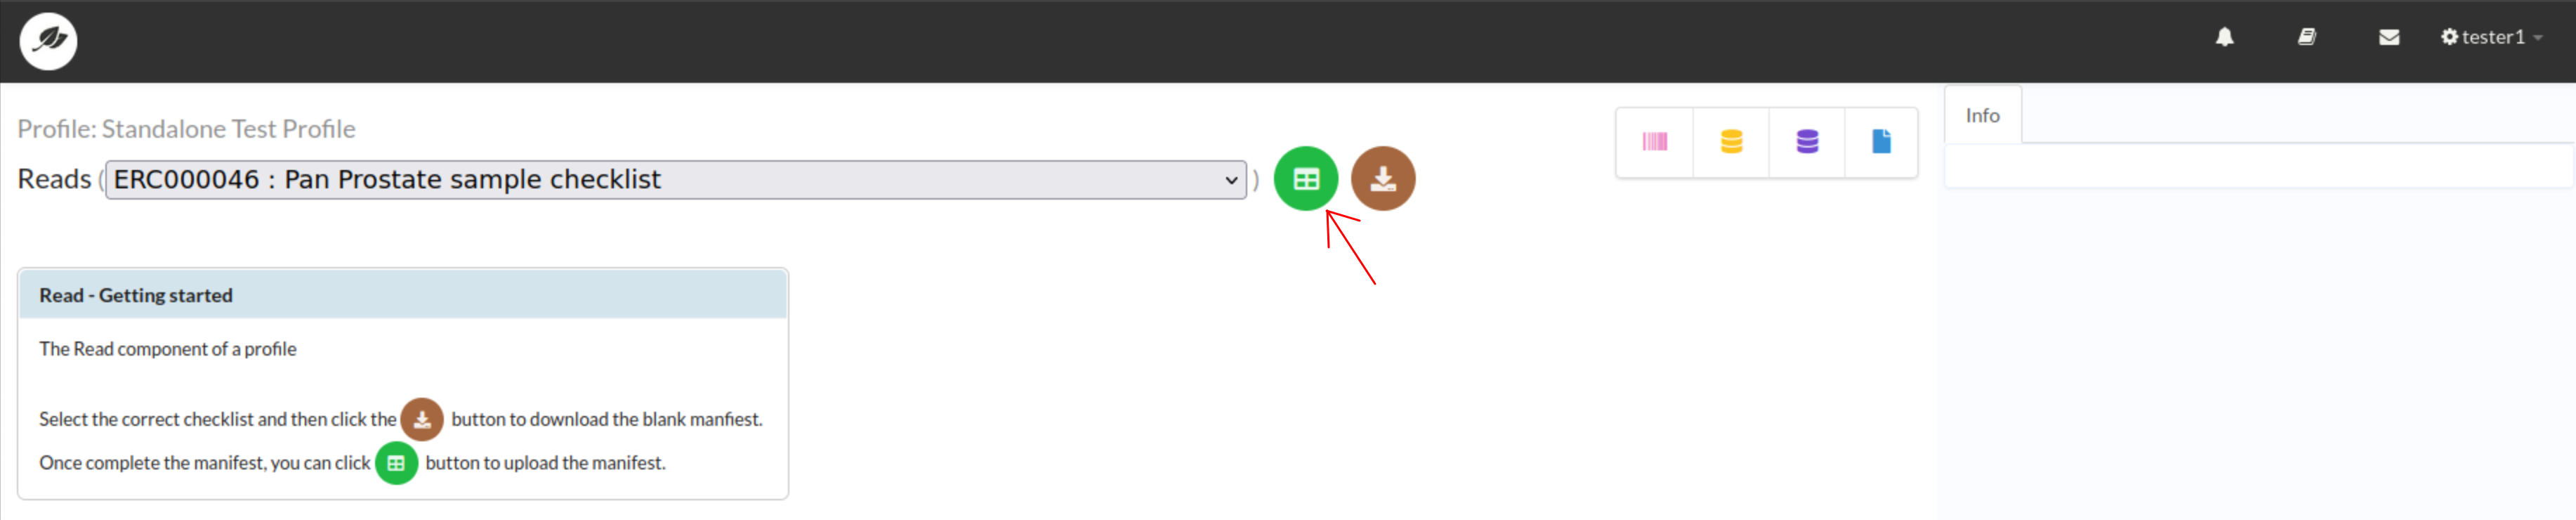 tester1
Profile: Standalone Test Profile
Info
Reads (ERC000046 : Pan Prostate sample checklist)
Read - Getting started
The Read component of a profile
Select the correct checklist and then click the button to download the blank manfiest.
Once complete the manifest, you can click button to upload the manifest.